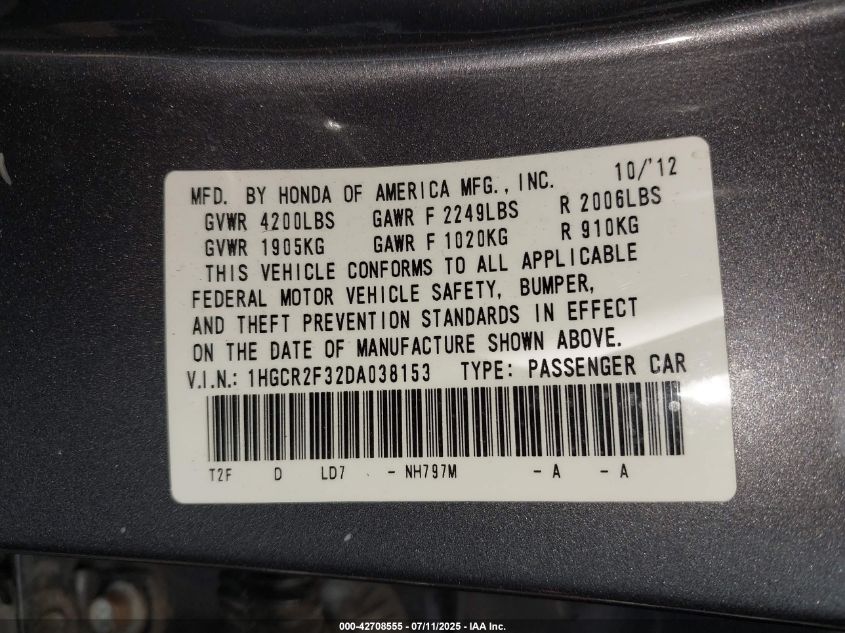 MFD. BY HONDA OF AMERICA MFG., INC. 10/'12
GVWR 4200LBS GAWR F 2249LBS R 2006LBS
GVWR 1905KG GAWR F 1020KG R 910KG
THIS VEHICLE CONFORMS TO ALL APPLICABLE
FEDERAL MOTOR VEHICLE SAFETY, BUMPER,
AND THEFT PREVENTION STANDARDS IN EFFECT
ON THE DATE OF MANUFACTURE SHOWN ABOVE.
V.I.N.: 1HGCR2F32DA038153 TYPE: PASSENGER CAR
T2F D LD7 - NH797M - A - A
000-42708555 - 07/11/2025 - IAA Inc.